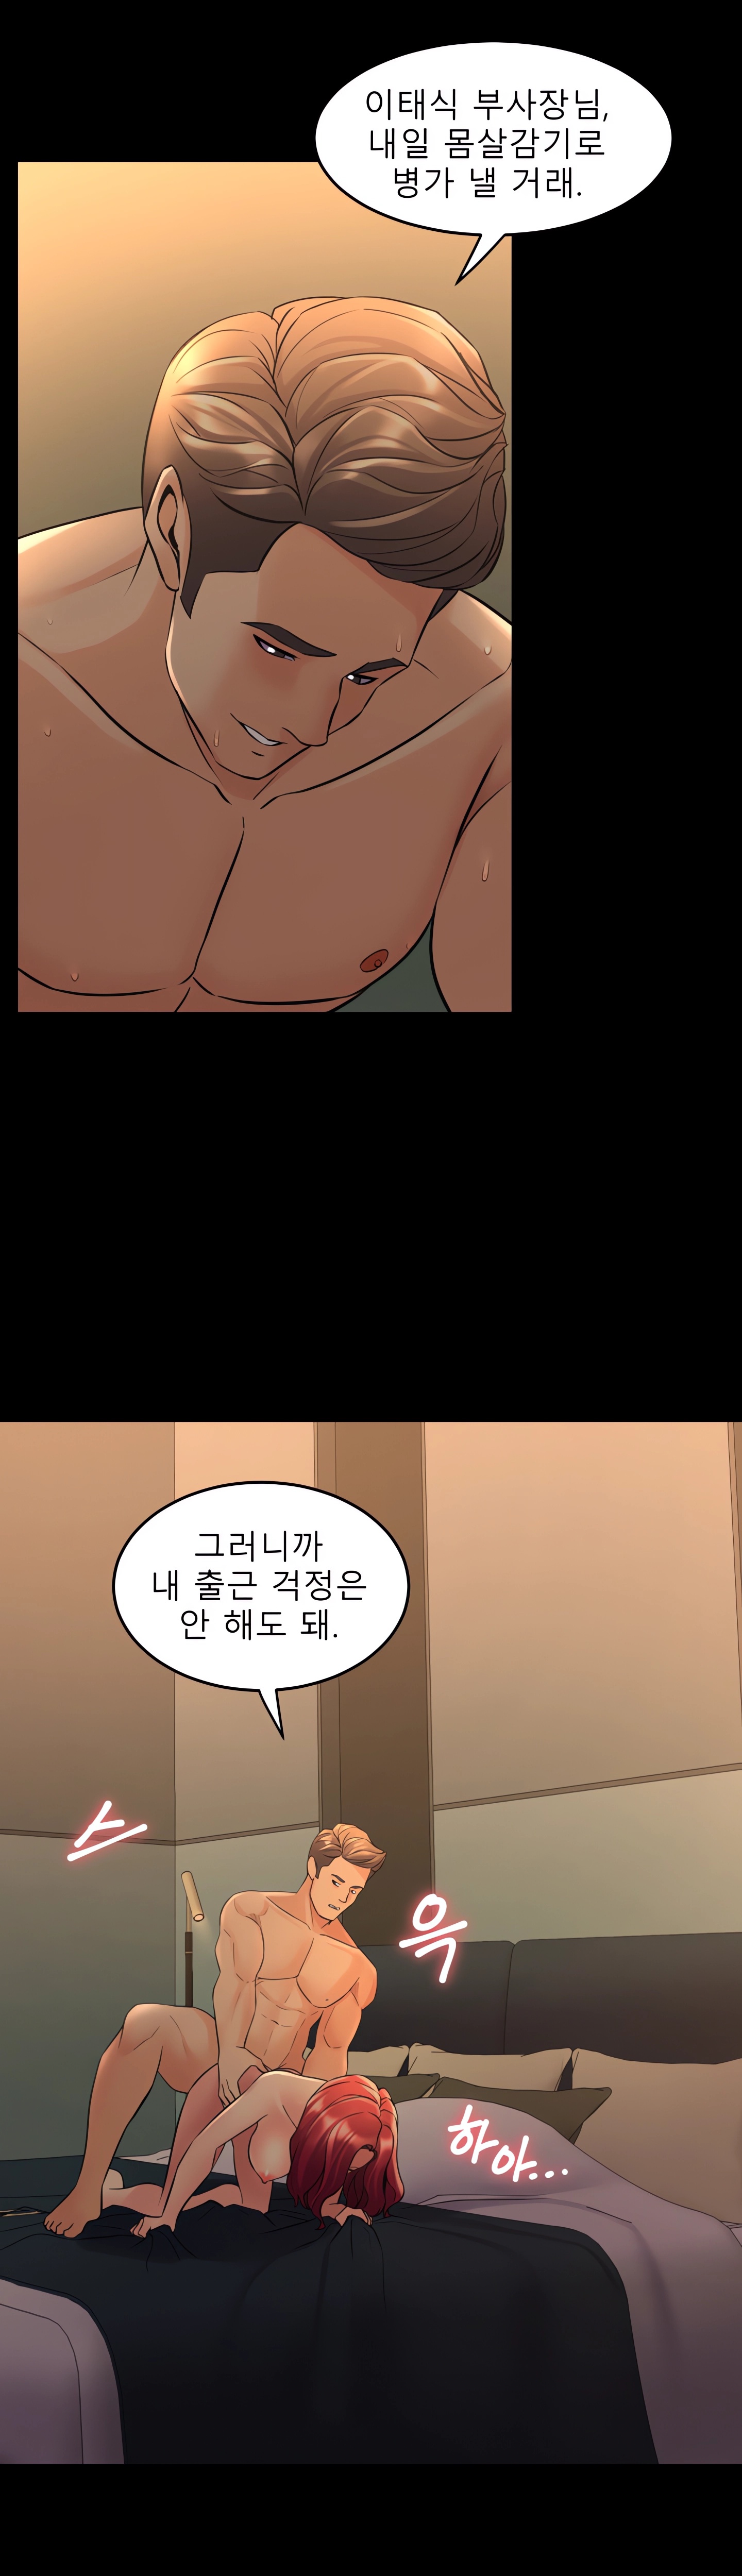 이태식 부사장님,
내일 몸살감기로
병가 낼 거래.
그러니까
내 출근 걱정은
안 해도 돼.
스
윽
하아...